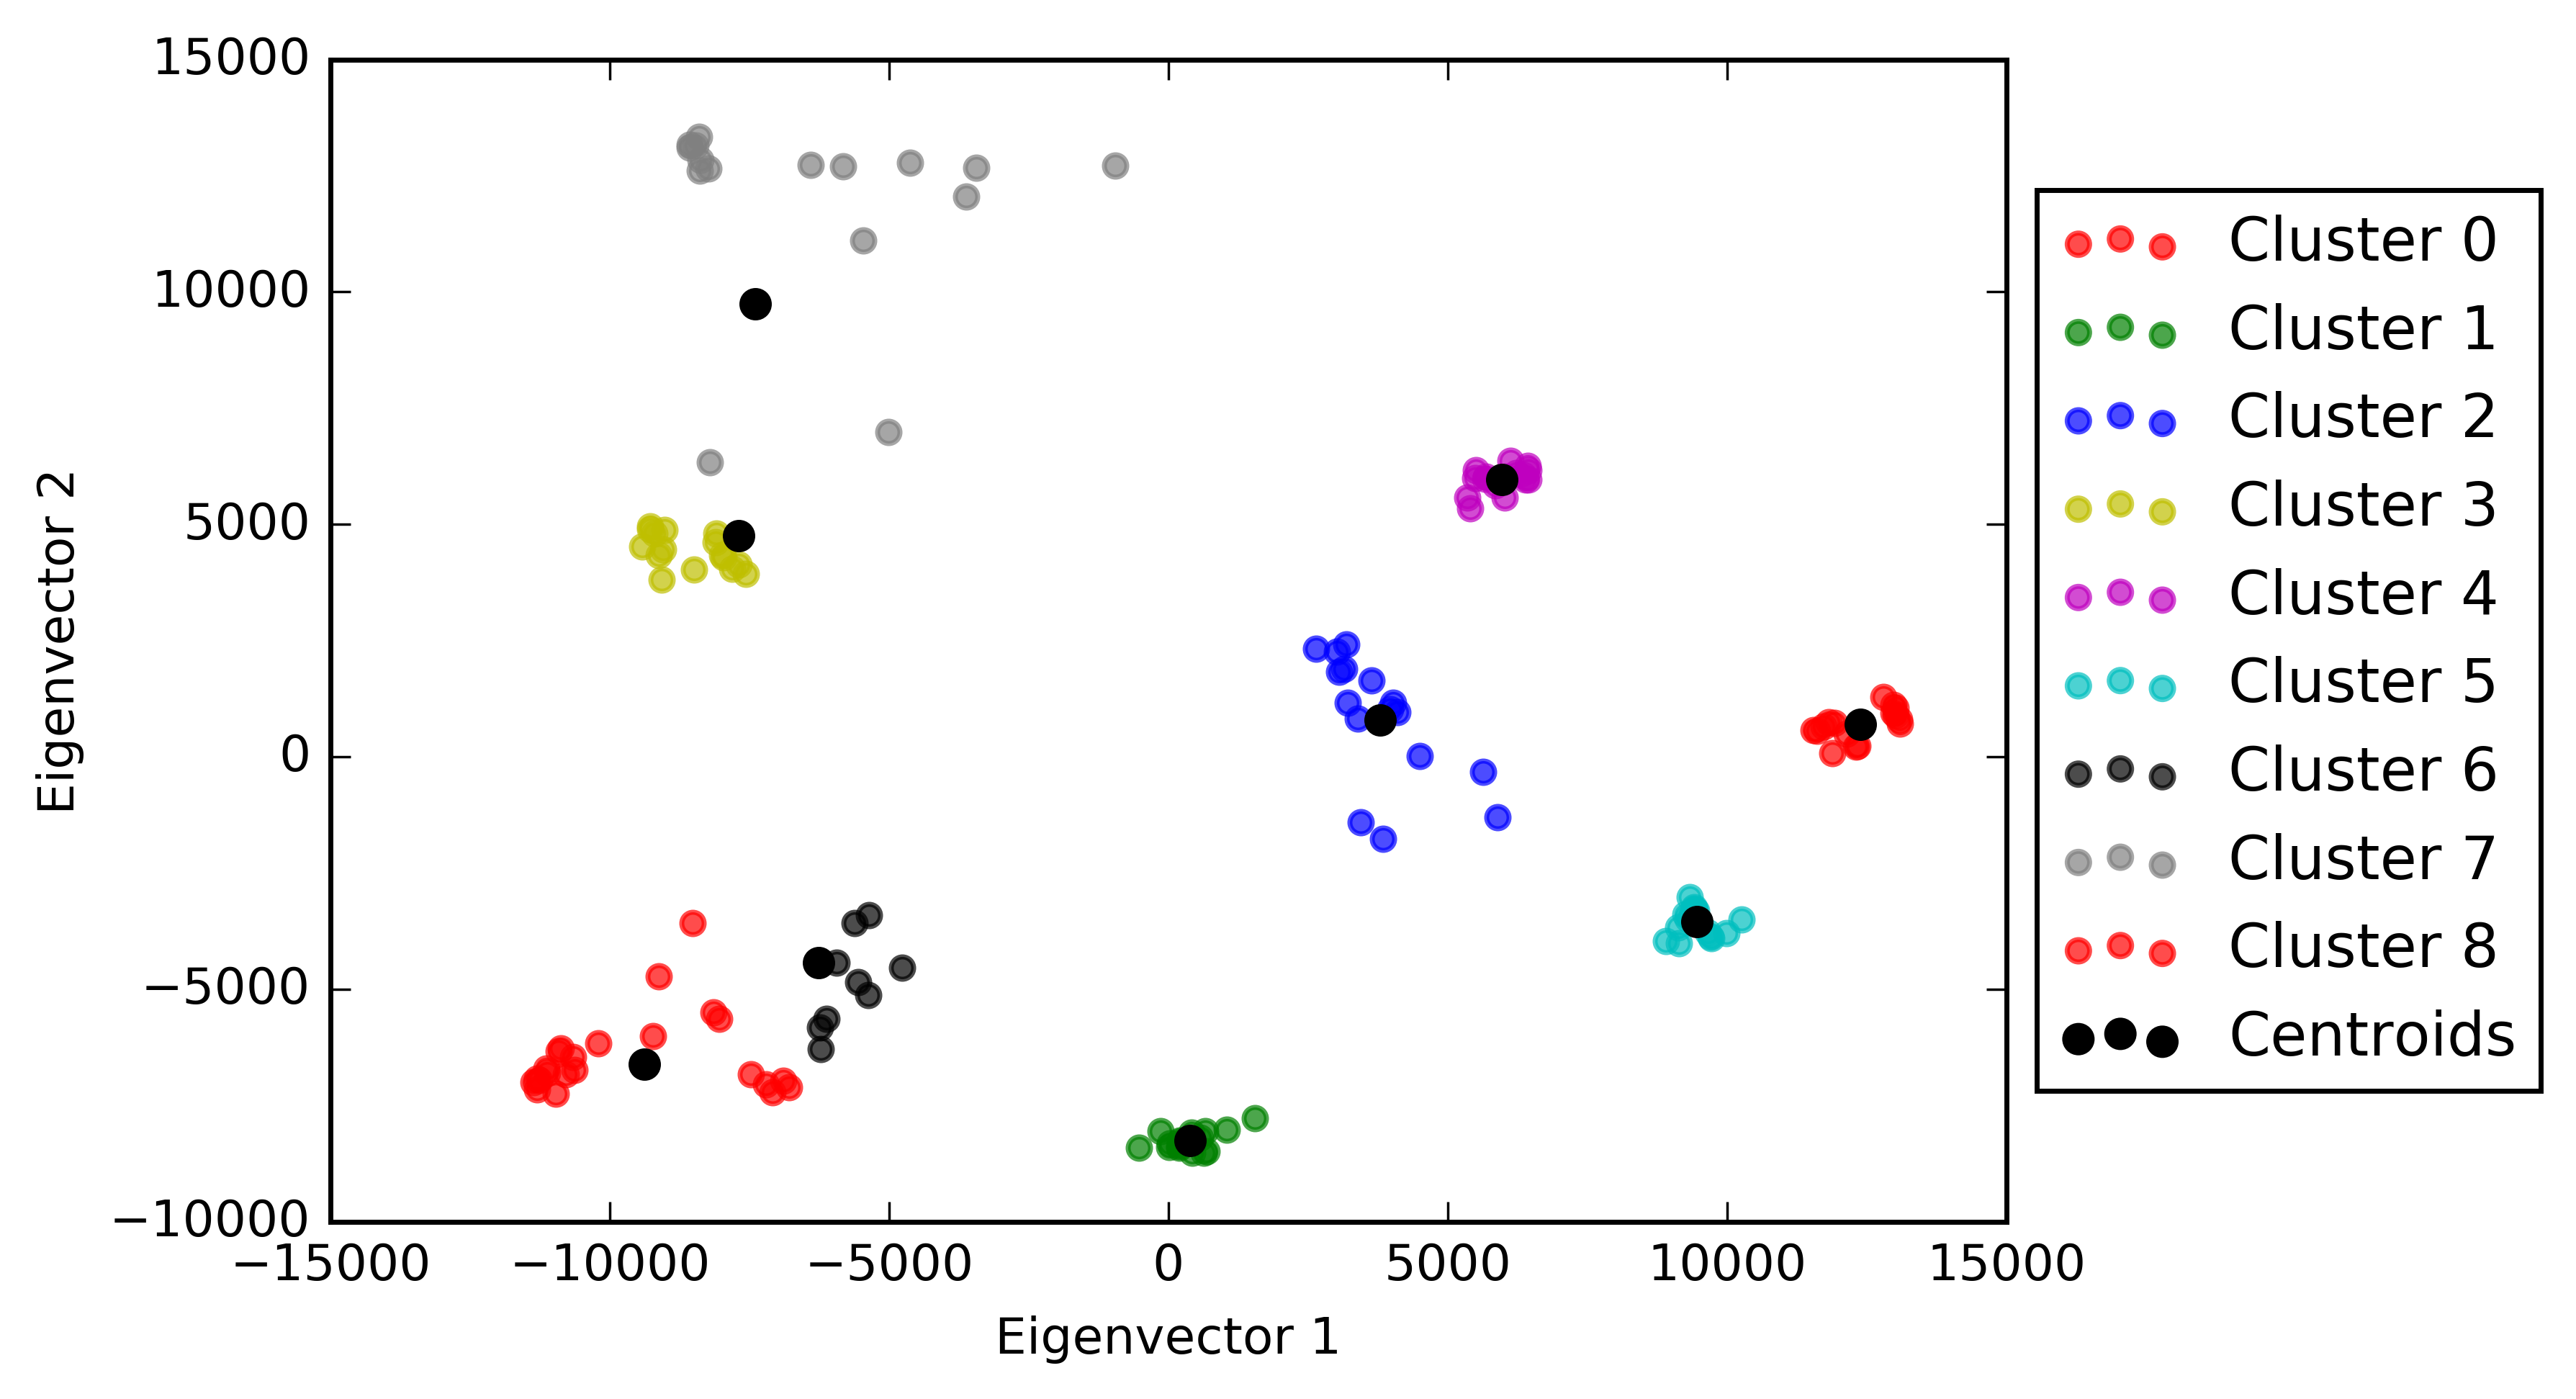 15000
10000
5000
0
−5000
−10000
−15000
−10000
−5000
0
5000
10000
15000
Eigenvector 1
Eigenvector 2
Cluster 0
Cluster 1
Cluster 2
Cluster 3
Cluster 4
Cluster 5
Cluster 6
Cluster 7
Cluster 8
Centroids